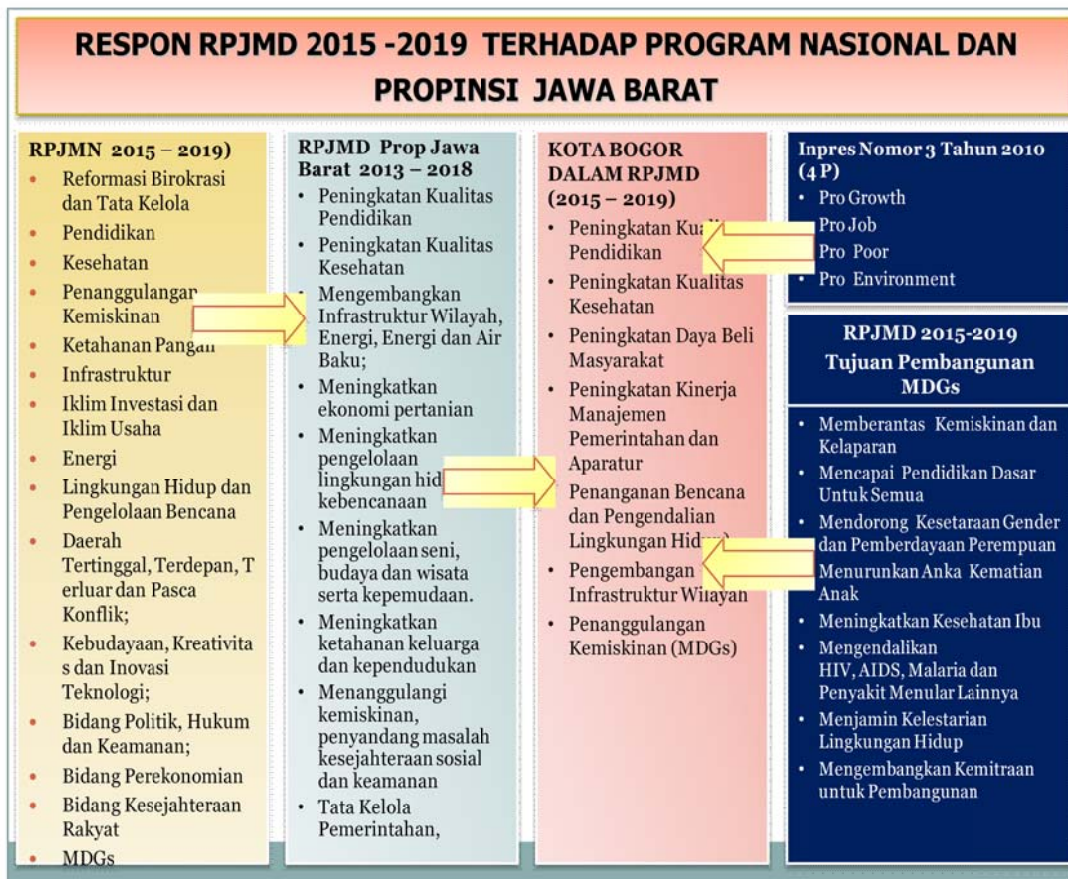 RESPON RPJMD 2015 -2019 TERHADAP PROGRAM NASIONAL DAN
PROPINSI JAWA BARAT
RPJMN 2015 – 2019)
• Reformasi Birokrasi
dan Tata Kelola
• Pendidikan
• Kesehatan
• Penanggulangan
Kemiskinan
• Ketahanan Pangan
• Infrastruktur
• Iklim Investasi dan
Iklim Usaha
• Energi
• Lingkungan Hidup dan
Pengelolaan Bencana
• Daerah
Tertinggal,Terdepan, T
erluar dan Pasca
Konflik;
• Kebudayaan, Kreativita
s dan Inovasi
Teknologi;
• Bidang Politik, Hukum
dan Keamanan;
• Bidang Perekonomian
• Bidang Kesejahteraan
Rakyat
• MDGs
RPJMD Prop Jawa
Barat 2013 – 2018
• Peningkatan Kualitas
Pendidikan
• Peningkatan Kualitas
Kesehatan
• Mengembangkan
Infrastruktur Wilayah,
Energi, Energi dan Air
Baku;
• Meningkatkan
ekonomi pertanian
• Meningkatkan
pengelolaan
lingkungan hid
kebencanaan
• Meningkatkan
pengelolaan seni,
budaya dan wisata
serta kepemudaan.
• Meningkatkan
ketahanan keluarga
dan kependudukan
• Menanggulangi
kemiskinan,
penyandang masalah
kesejahteraan sosial
dan keamanan
• Tata Kelola
Pemerintahan,
KOTA BOGOR
DALAM RPJMD
(2015 – 2019)
• Peningkatan Kua
Pendidikan
• Peningkatan Kualitas
Kesehatan
• Peningkatan Daya Beli
Masyarakat
• Peningkatan Kinerja
Manajemen
Pemerintahan dan
Aparatur
Penanganan Bencana
dan Pengendalian
Lingkungan Hidup)
• Pengembangan
Infrastruktur Wilayah
• Penanggulangan
Kemiskinan (MDGs)
Inpres Nomor 3 Tahun 2010
(4 P)
• Pro Growth
Pro Job
Pro Poor
• Pro Environment
RPJMD 2015-2019
Tujuan Pembangunan
MDGs
• Memberantas Kemiskinan dan
Kelaparan
• Mencapai Pendidikan Dasar
Untuk Semua
• Mendorong Kesetaraan Gender
dan Pemberdayaan Perempuan
Menurunkan Anka Kematian
Anak
• Meningkatkan Kesehatan Ibu
• Mengendalikan
HIV, AIDS, Malaria dan
Penyakit Menular Lainnya
• Menjamin Kelestarian
Lingkungan Hidup
• Mengembangkan Kemitraan
untuk Pembangunan